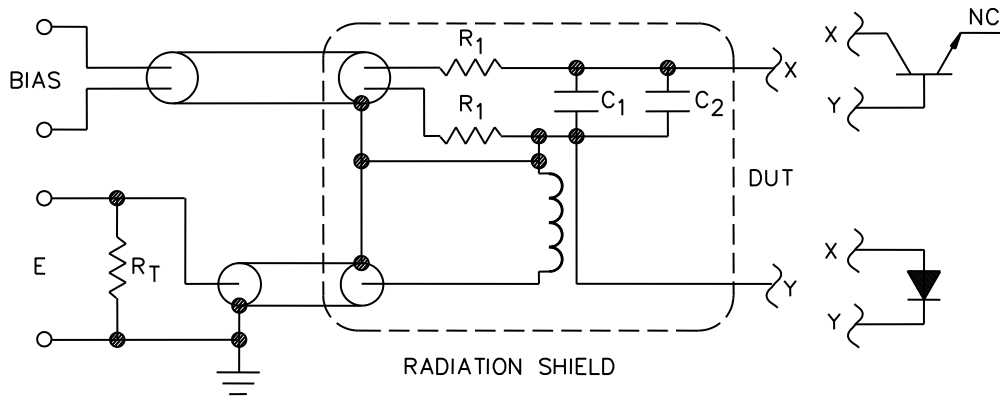 NC
R1
X
X
BIAS
C1
C2
Y
R1
DUT
E
RT
X
Y
Y
RADIATION SHIELD